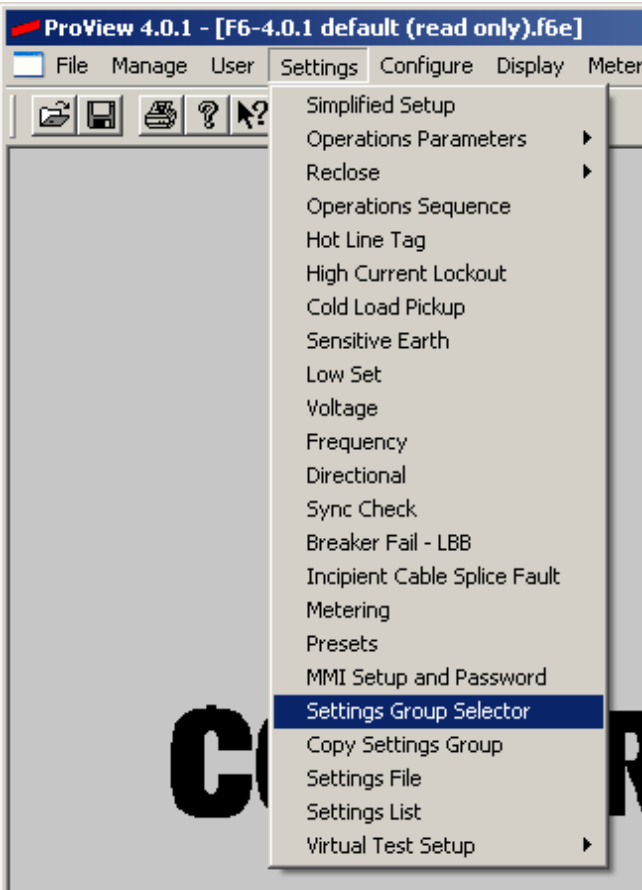 ProView 4.0.1 - [F6-4.0.1 default (read only).f6e]
File Manage User Settings Configure Display Meter
Simplified Setup
Operations Parameters
Reclose
Operations Sequence
Hot Line Tag
High Current Lockout
Cold Load Pickup
Sensitive Earth
Low Set
Voltage
Frequency
Directional
Sync Check
Breaker Fail - LBB
Incipient Cable Splice Fault
Metering
Presets
MMI Setup and Password
Settings Group Selector
Copy Settings Group
Settings File
Settings List
Virtual Test Setup